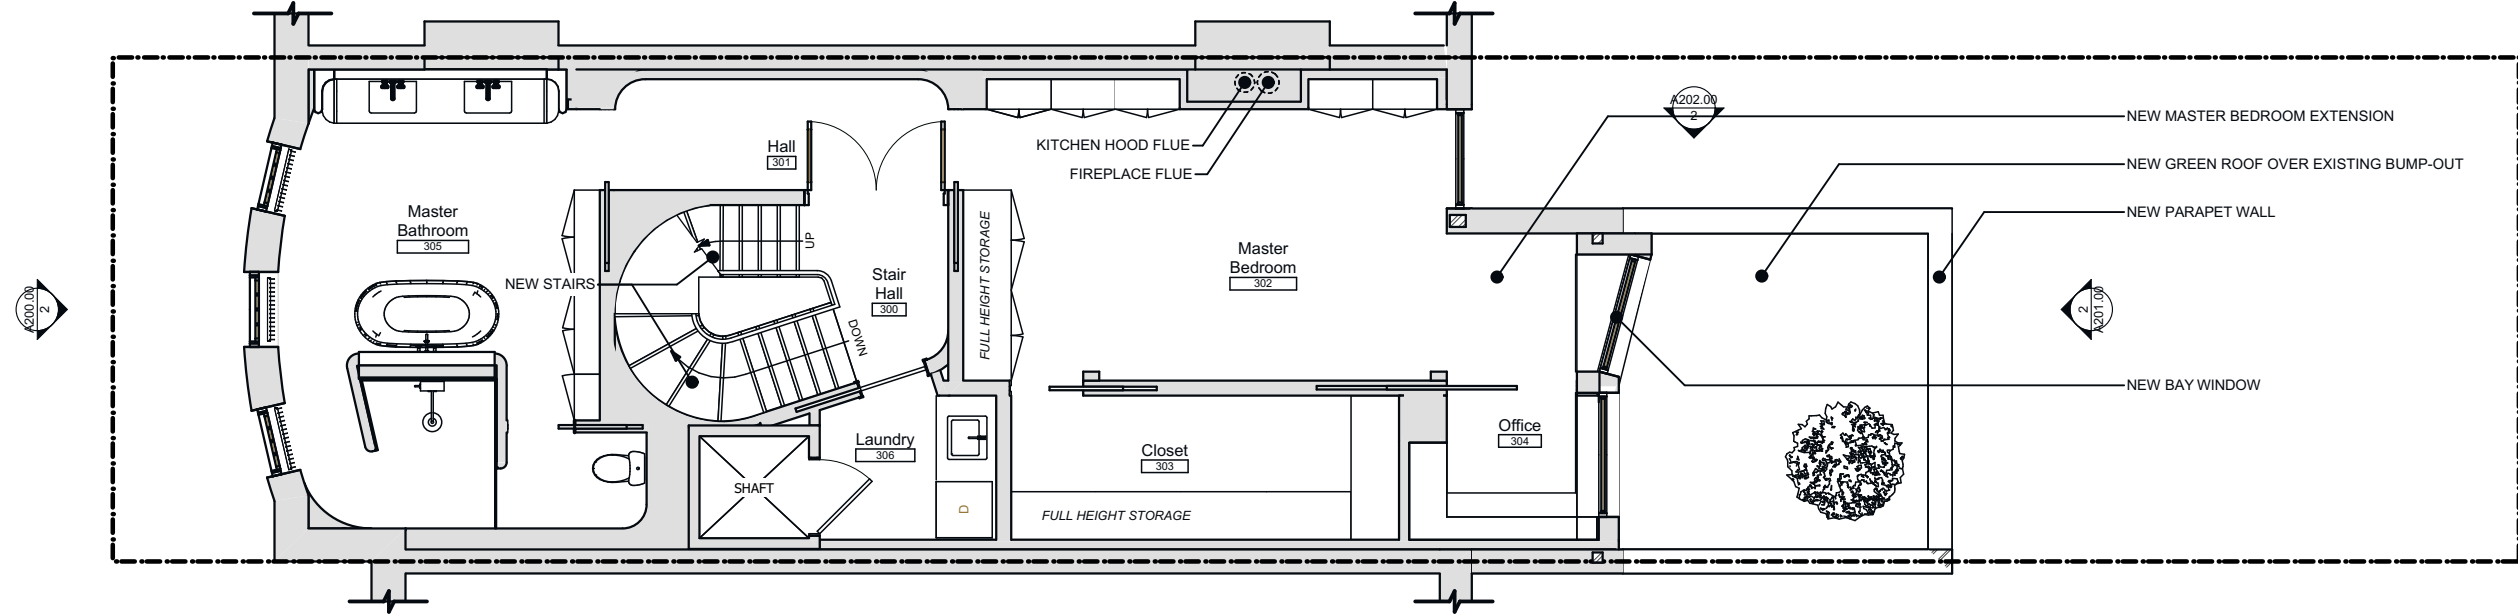 A202.00
2
NEW MASTER BEDROOM EXTENSION
KITCHEN HOOD FLUE
Hall
301
FIREPLACE FLUE
NEW GREEN ROOF OVER EXISTING BUMP-OUT
Master
Bathroom
305
NEW PARAPET WALL
UP
FULL HEIGHT STORAGE
Master
Bedroom
302
NEW STAIRS
Stair
Hall
300
A200.00
2
2
A201.00
DOWN
NEW BAY WINDOW
Laundry
306
Closet
303
Office
304
SHAFT
D
FULL HEIGHT STORAGE